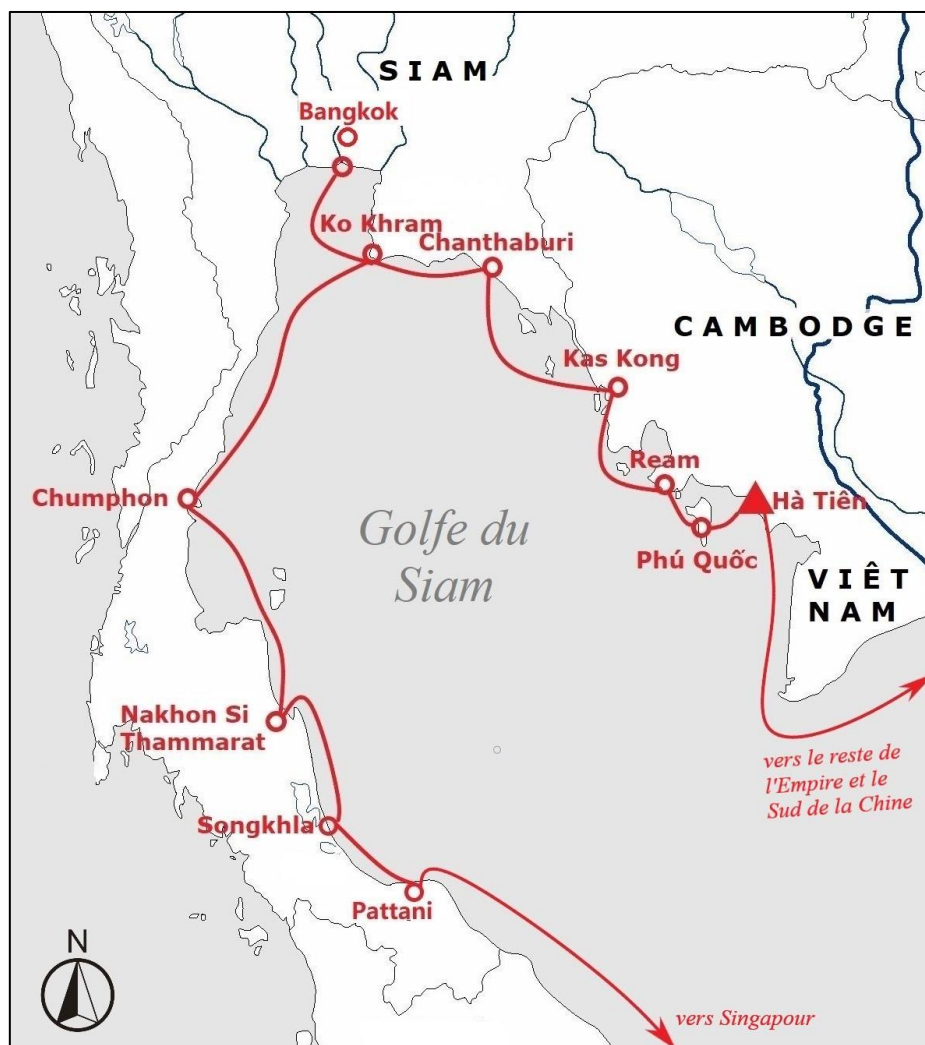 SIAM
Bangkok
Ko Khram
Chanthaburi
CAMBODGE
Kas Kong
Ream
Chumphon
Hà Tiên
Golfe du
Siam
Phú Quốc
VIÊT
NAM
Nakhon Si
Thammarat
vers le reste de
l'Empire et le
Sud de la Chine
Songkhla
Pattani
N
vers Singapour